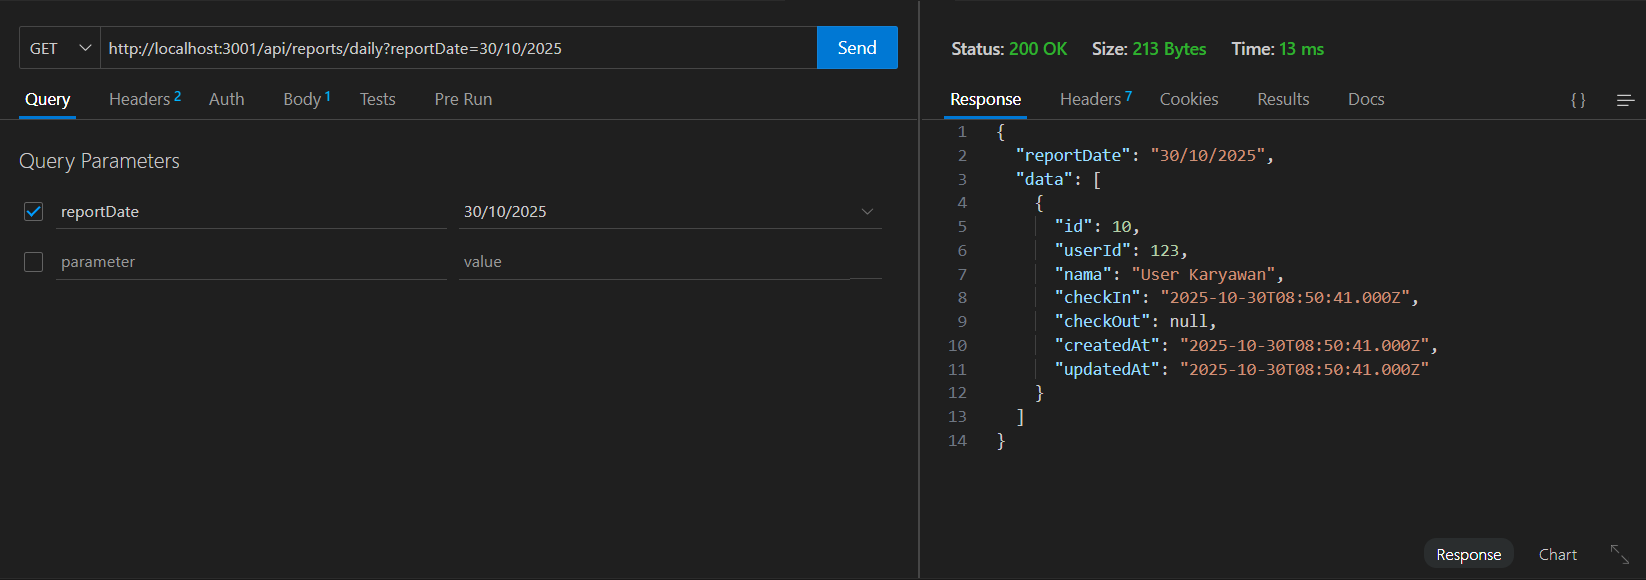 GET http://localhost:3001/api/reports/daily?reportDate=30/10/2025 Send
Query Headers 2 Auth Body 1 Tests Pre Run
Query Parameters
reportDate 30/10/2025
parameter value
Status: 200 OK Size: 213 Bytes Time: 13 ms
Response Headers 7 Cookies Results Docs {}
1 {
2 "reportDate": "30/10/2025",
3 "data": [
4 {
5 "id": 10,
6 "userId": 123,
7 "nama": "User Karyawan",
8 "checkIn": "2025-10-30T08:50:41.000Z",
9 "checkOut": null,
10 "createdAt": "2025-10-30T08:50:41.000Z",
11 "updatedAt": "2025-10-30T08:50:41.000Z"
12 }
13 ]
14 }
Response Chart